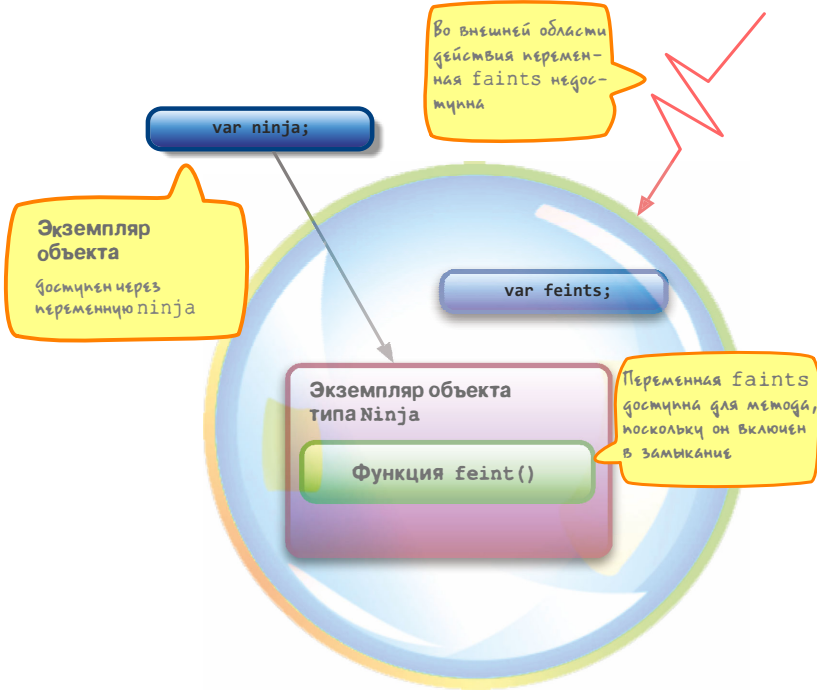 Во внешней области
действия перемен-
ная faints недос-
тупна
var ninja;
Экземпляр
объекта
доступен через
переменную ninja
var feints;
Экземпляр объекта
типа Ninja
Функция feint()
Переменная faints
доступна для метода,
поскольку он включен
в замыкание